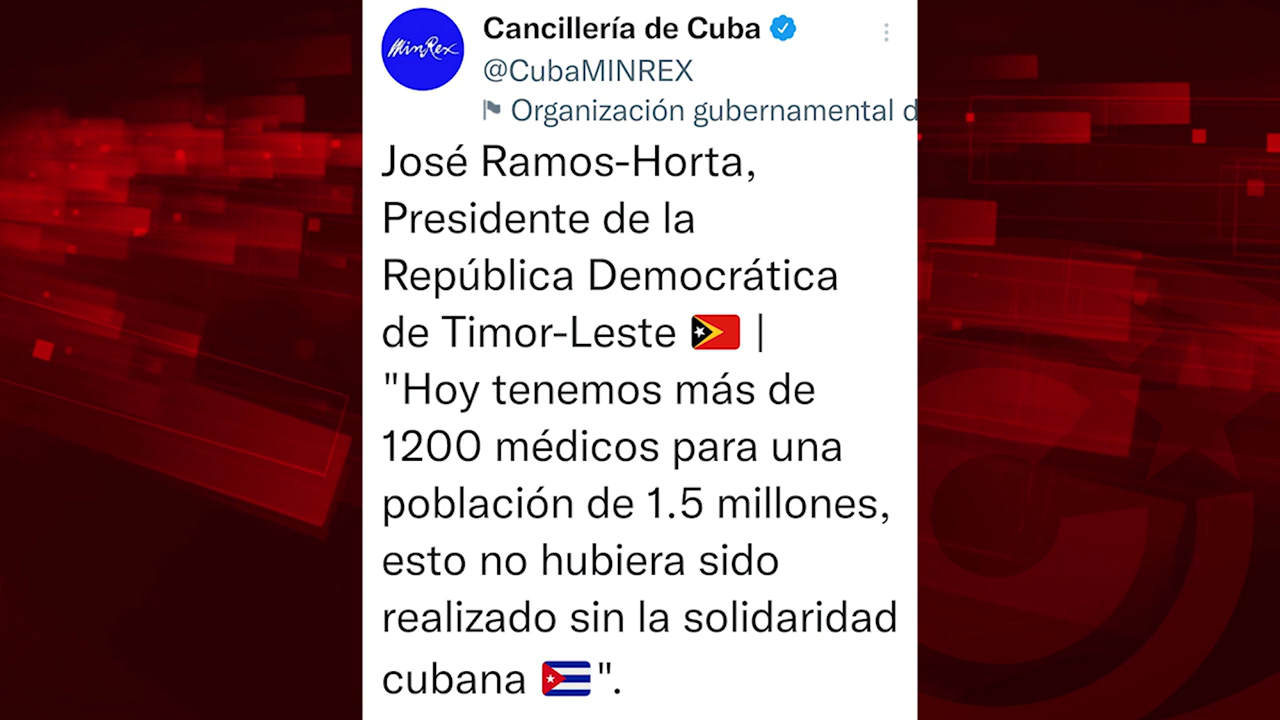 MinRex
Cancillería de Cuba
@CubaMINREX
Organización gubernamental d
José Ramos-Horta,
Presidente de la
República Democrática
de Timor-Leste 🇹🇱 |
"Hoy tenemos más de
1200 médicos para una
población de 1.5 millones,
esto no hubiera sido
realizado sin la solidaridad
cubana 🇨🇺".